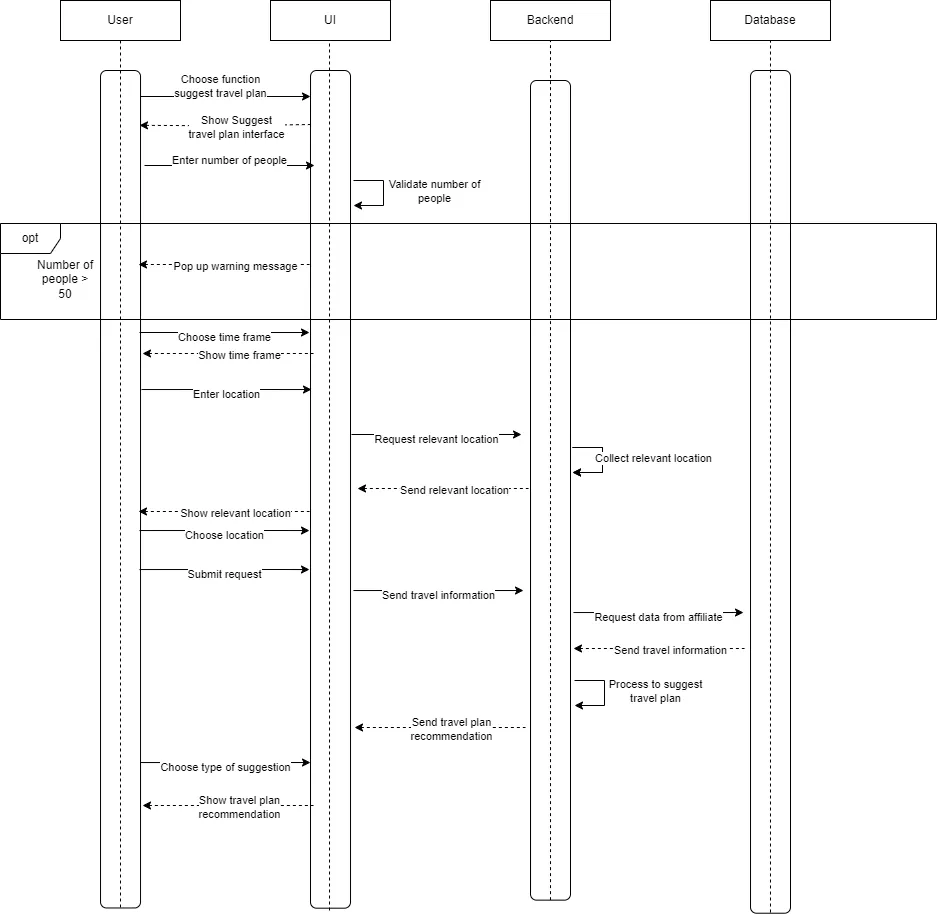 User
UI
Backend
Database
Choose function
suggest travel plan
Show Suggest
travel plan interface
Enter number of people
Validate number of
people
opt
Number of
people >
50
Pop up warning message
Choose time frame
Show time frame
Enter location
Request relevant location
Collect relevant location
Send relevant location
Show relevant location
Choose location
Submit request
Send travel information
Request data from affiliate
Send travel information
Process to suggest
travel plan
Send travel plan
recommendation
Choose type of suggestion
Show travel plan
recommendation